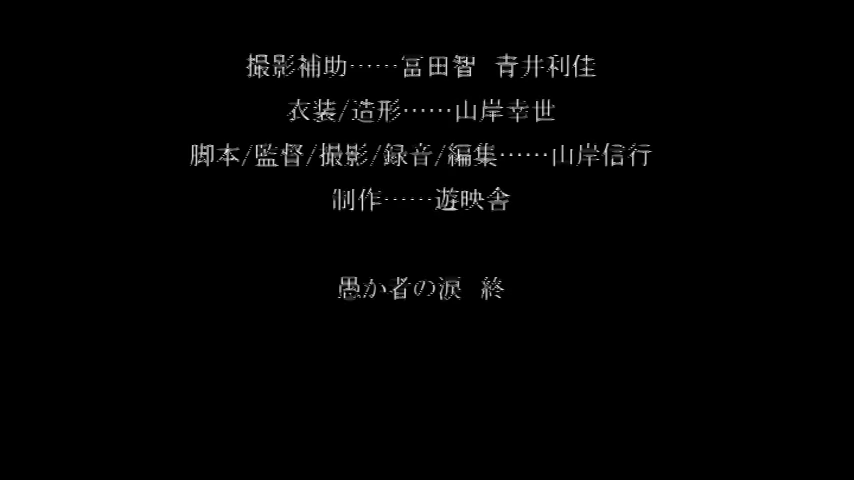 撮影補助……冨田智　青井利佳
衣装/造形……山岸幸世
脚本/監督/撮影/録音/編集……山岸信行
制作……遊映舎
愚か者の涙　終